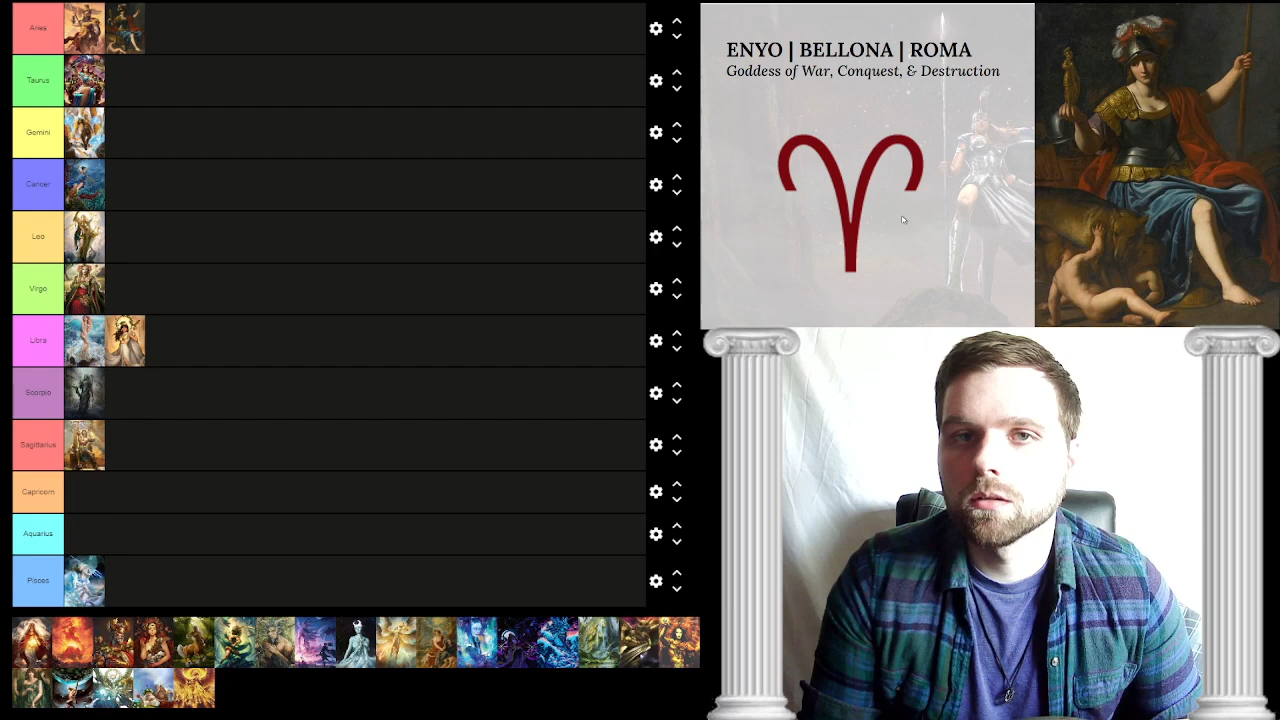 Aries
Taurus
Gemini
Cancer
Leo
Virgo
Libra
Scorpio
Sagittarius
Capricorn
Aquarius
Pisces
ENYO | BELLONA | ROMA
Goddess of War, Conquest, & Destruction